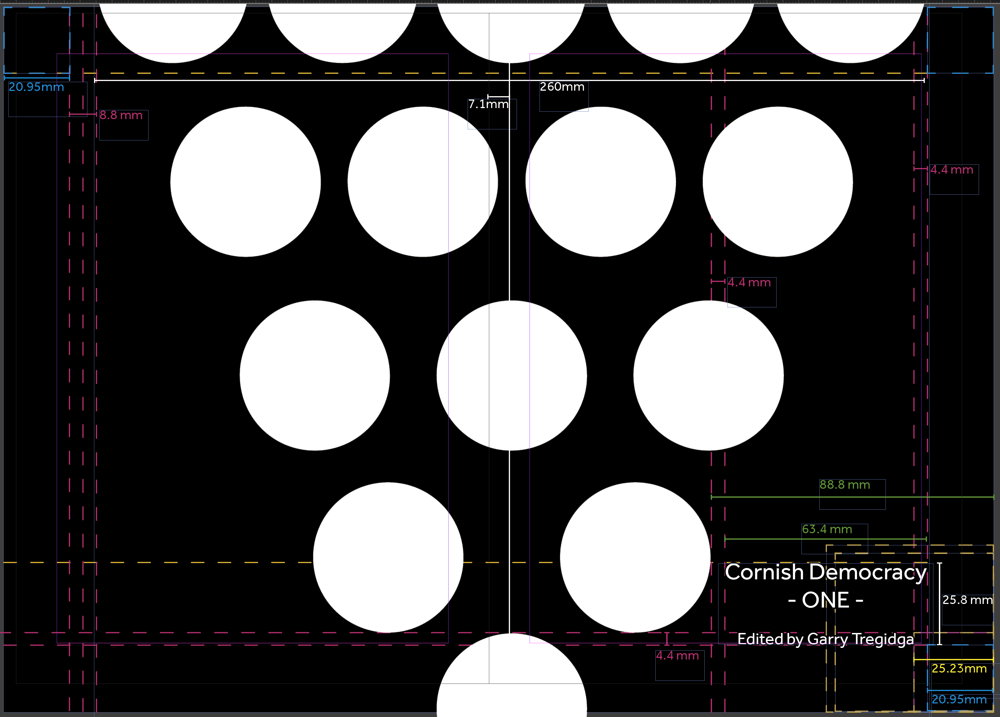 20.95mm
260mm
7.1mm
8.8 mm
4.4 mm
4.4 mm
88.8 mm
63.4 mm
Cornish Democracy
- ONE -
25.8 mm
Edited by Garry Tregidga
4.4 mm
25.23mm
20.95mm